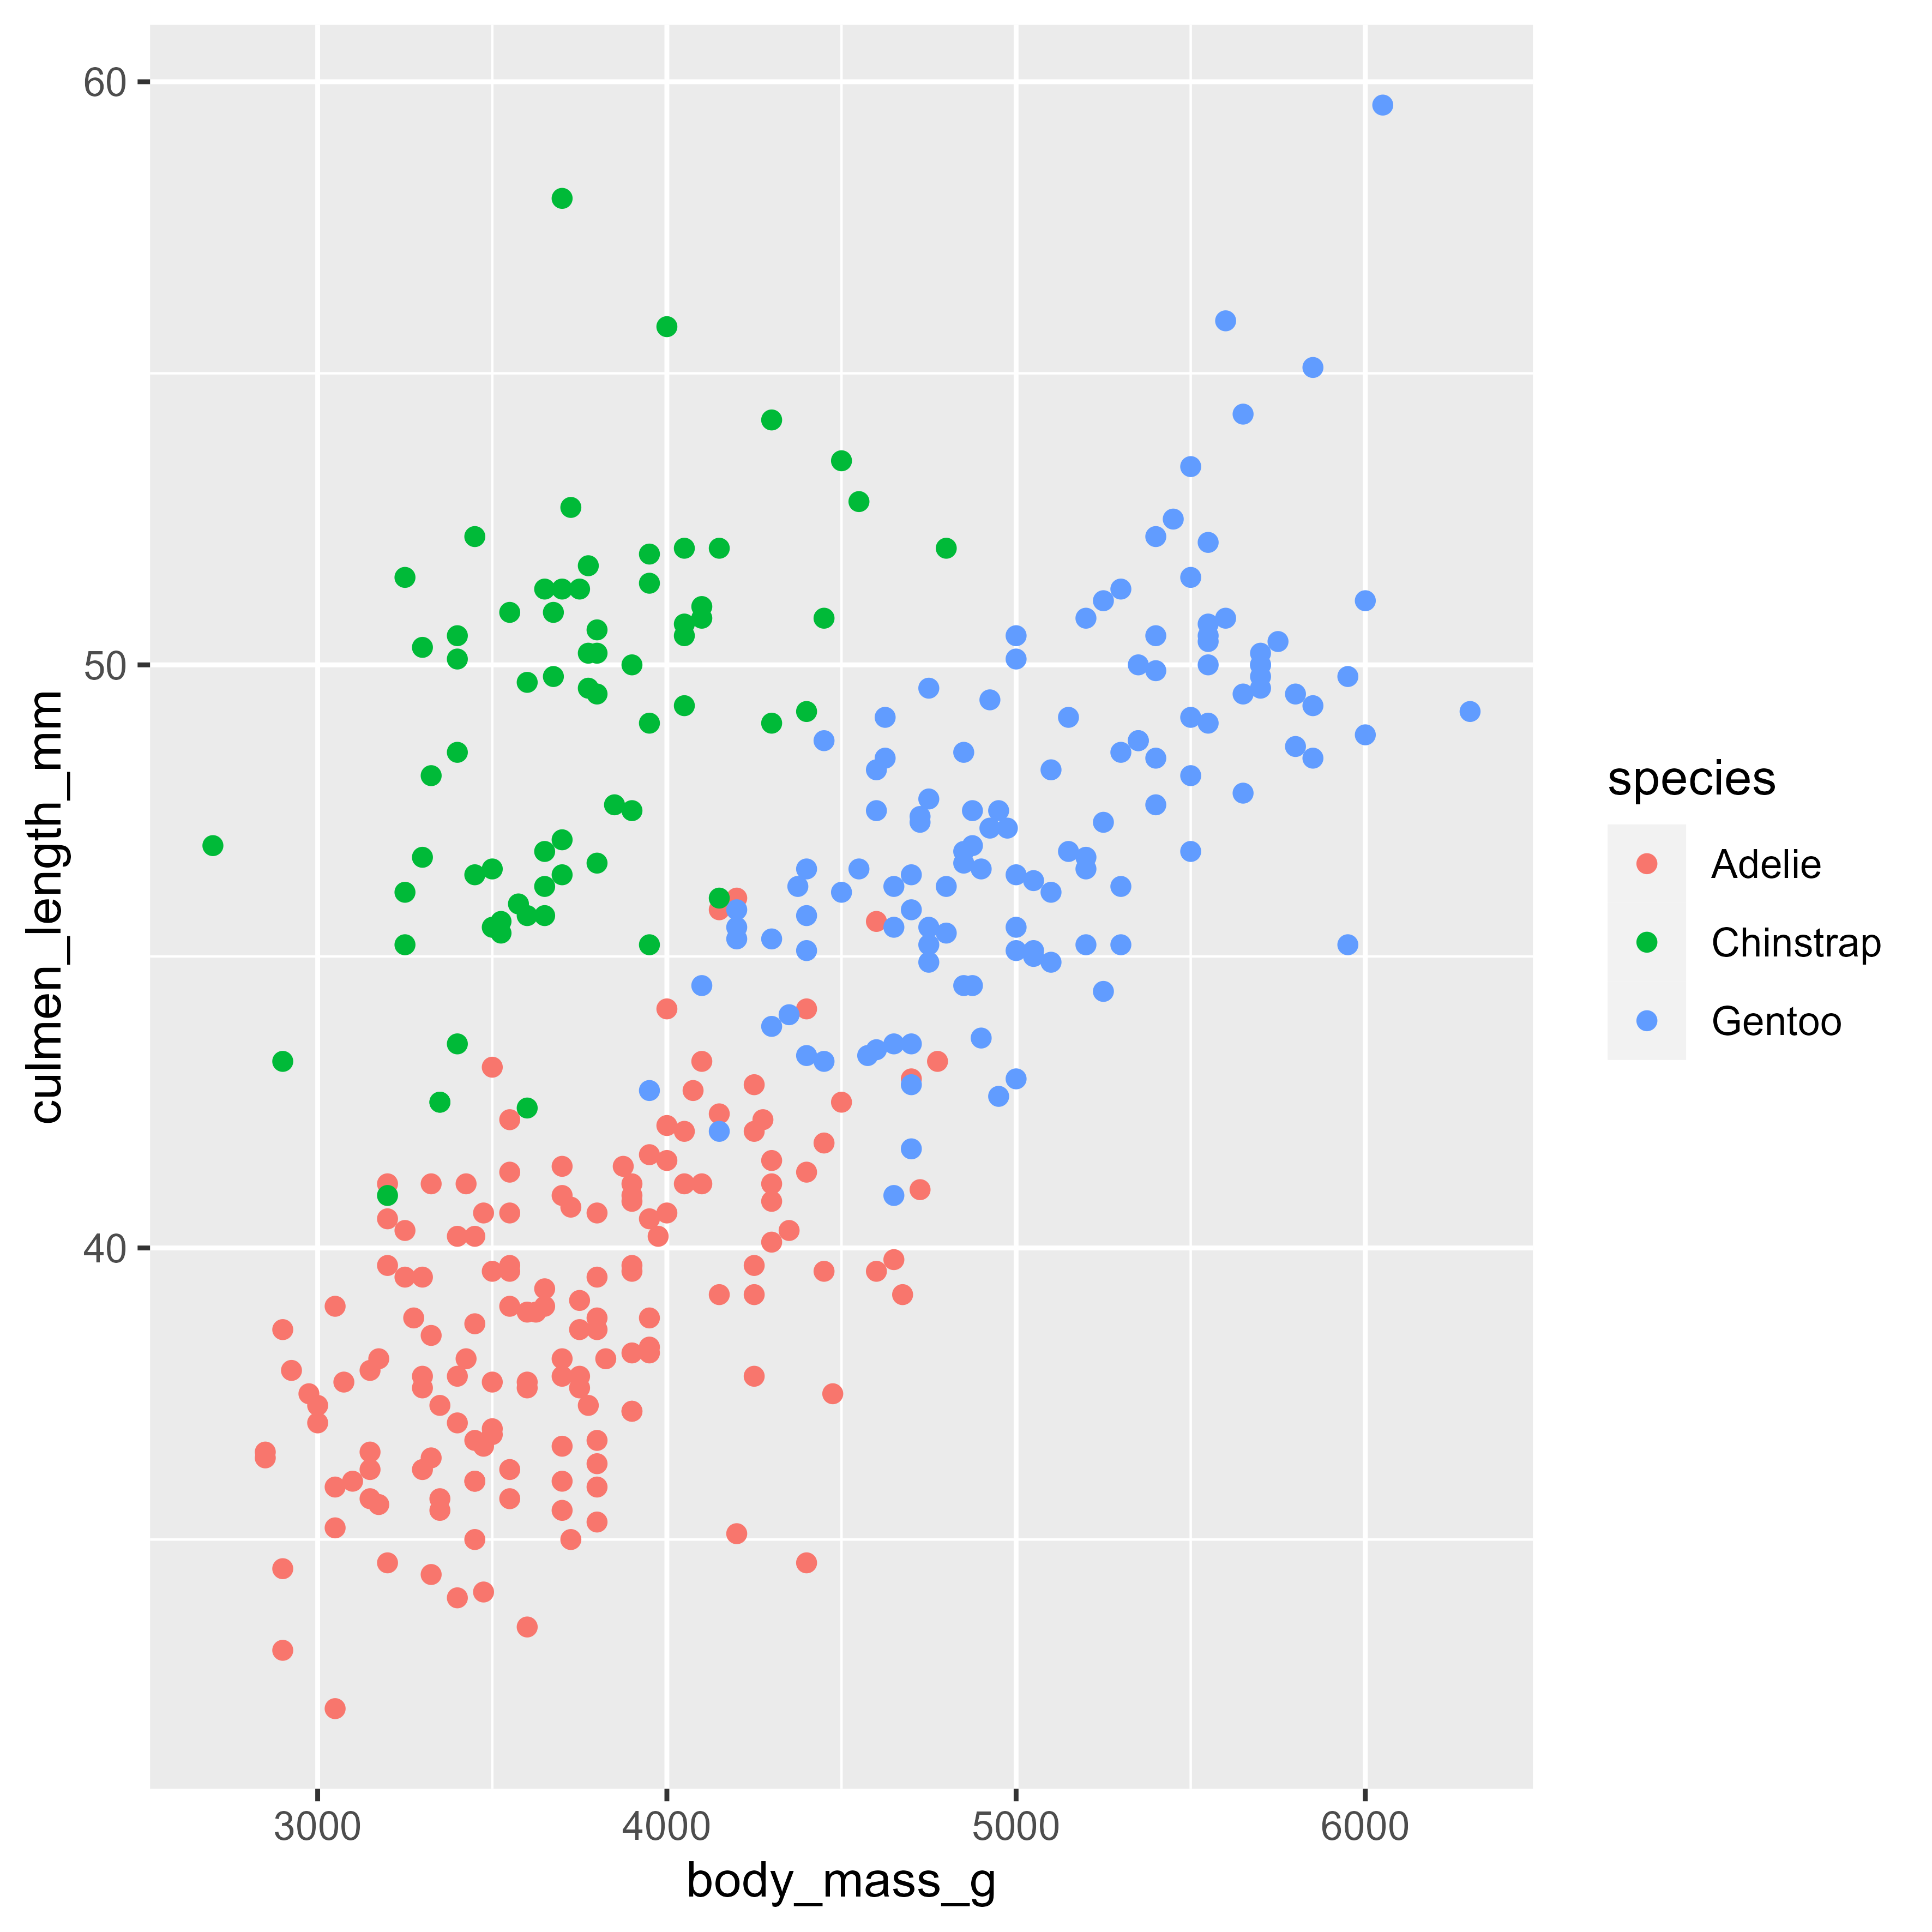 60
50
40
culmen_length_mm
3000 4000 5000 6000
body_mass_g
species
Adelie
Chinstrap
Gentoo